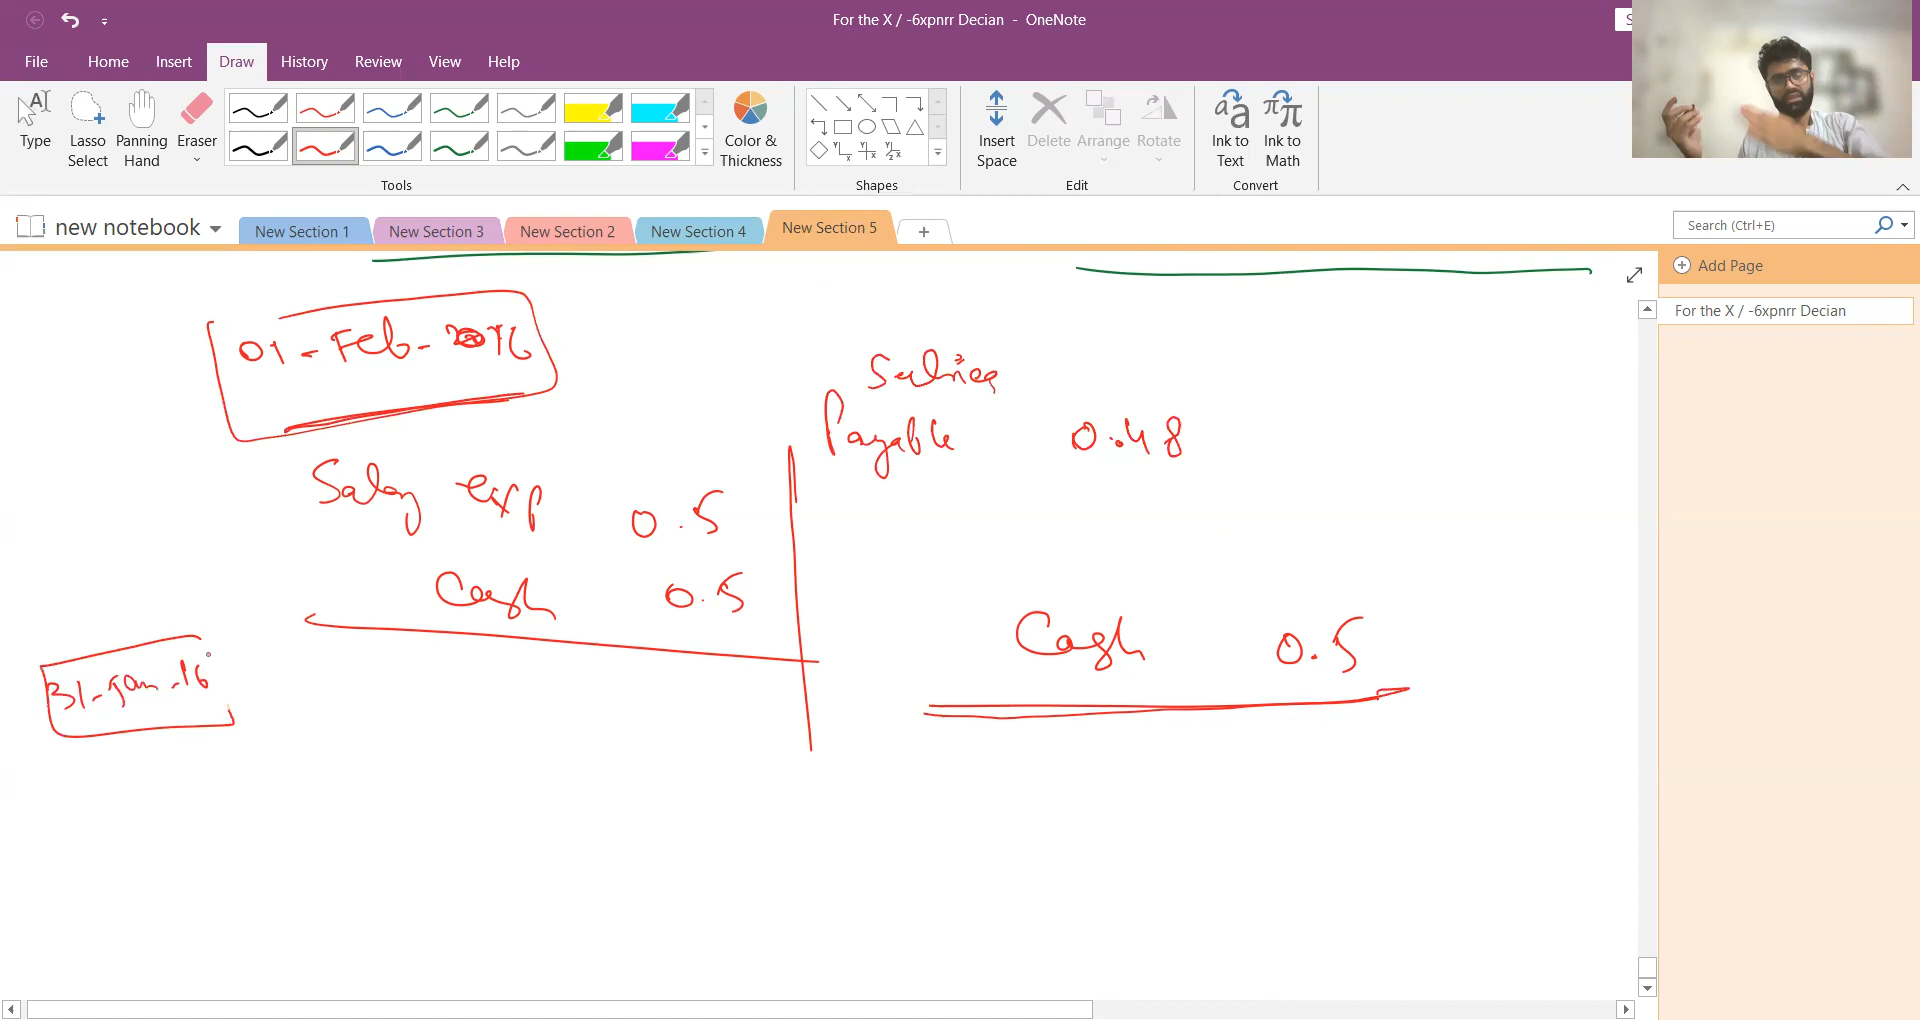 For the X / -6xpnrr Decian - OneNote
File Home Insert Draw History Review View Help
Type
Lasso Select
Panning Hand
Eraser
Color & Thickness
Insert Space
Delete
Arrange
Rotate
Ink to Text
Ink to Math
Tools
Shapes
Edit
Convert
new notebook
New Section 1
New Section 3
New Section 2
New Section 4
New Section 5
Search (Ctrl+E)
Add Page
For the X / -6xpnrr Decian
01-Feb-16
Payable 0.48
Salary exp 0.5
Cash 0.5
Cash 0.5
31-Jan-16